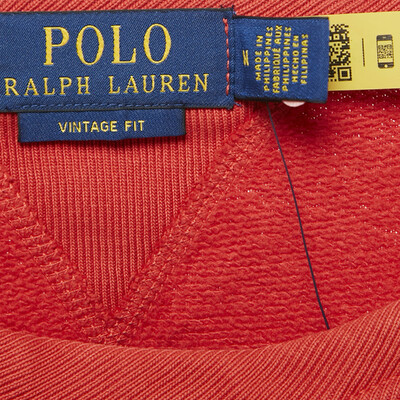 POLO
RALPH LAUREN
VINTAGE FIT
MADE IN
PHILIPPINES
FABRIQUÉ AUX
PHILIPPINES
HECHO EN
FILIPINAS